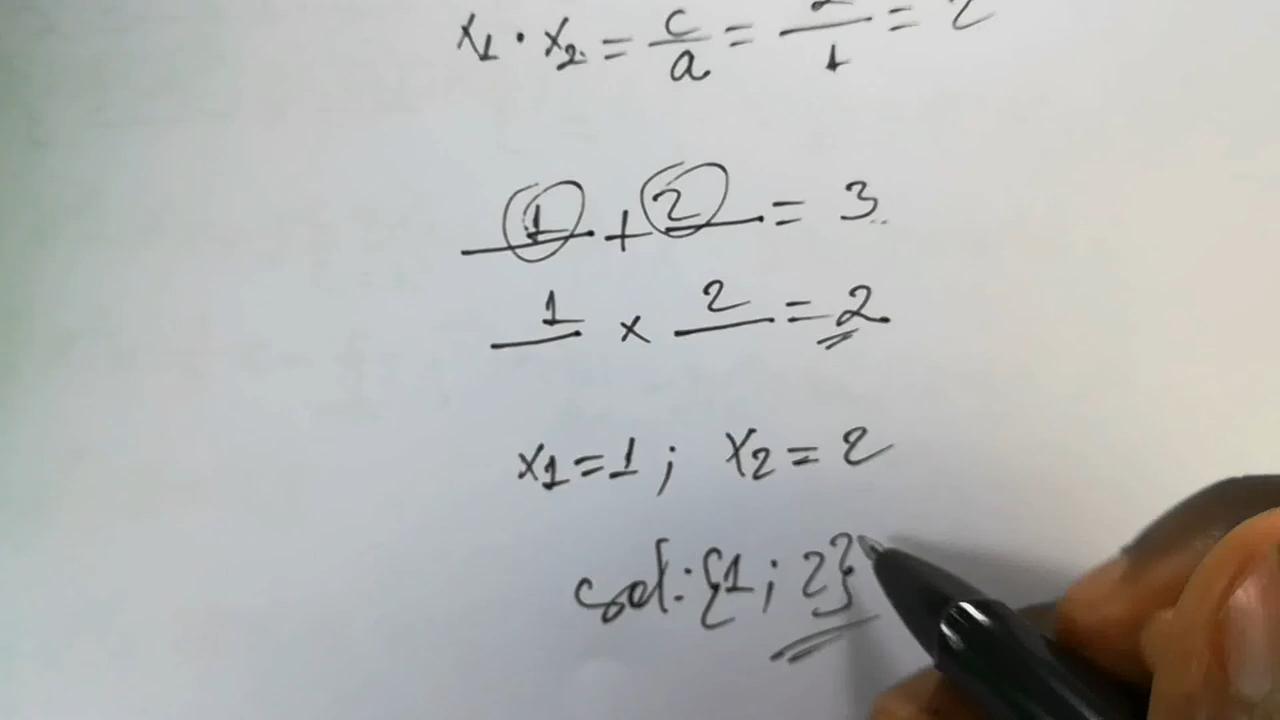 x1 · x2 = c/a = 2/1 = 2
1 + 2 = 3
1 x 2 = 2
x1 = 1 ; x2 = 2
sol: {1 ; 2}